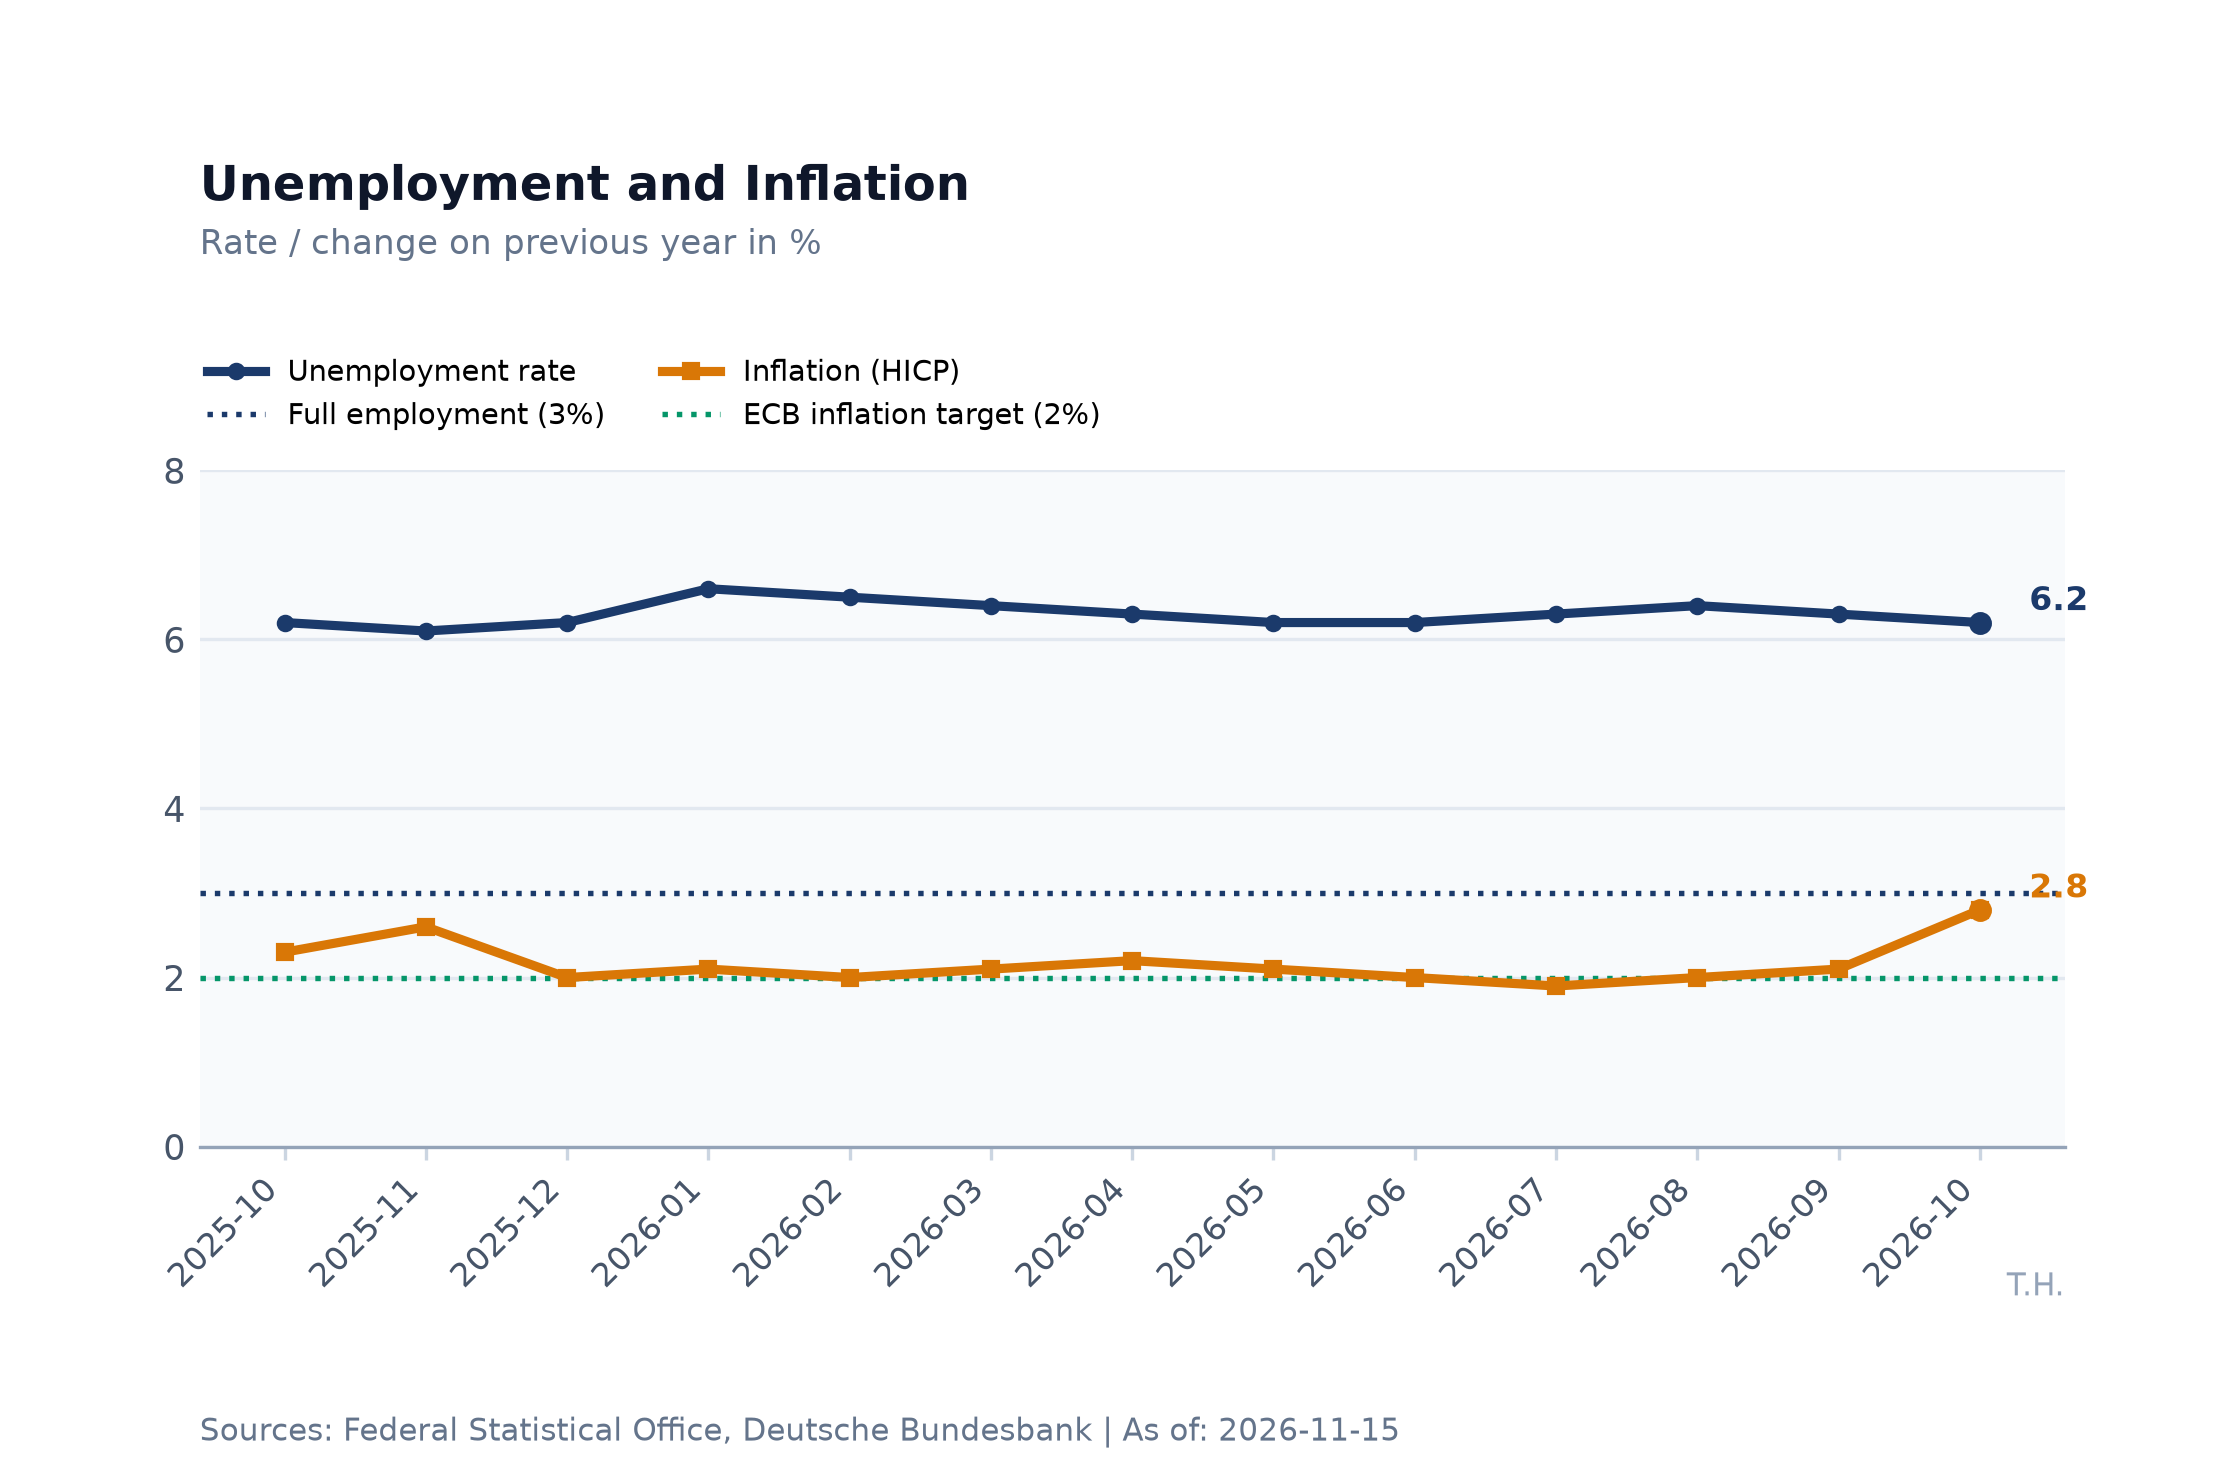 Unemployment and Inflation
Rate / change on previous year in %
Unemployment rate
Inflation (HICP)
Full employment (3%)
ECB inflation target (2%)
8
6
4
2
0
6.2
2.8
2025-10
2025-11
2025-12
2026-01
2026-02
2026-03
2026-04
2026-05
2026-06
2026-07
2026-08
2026-09
2026-10
T.H.
Sources: Federal Statistical Office, Deutsche Bundesbank | As of: 2026-11-15